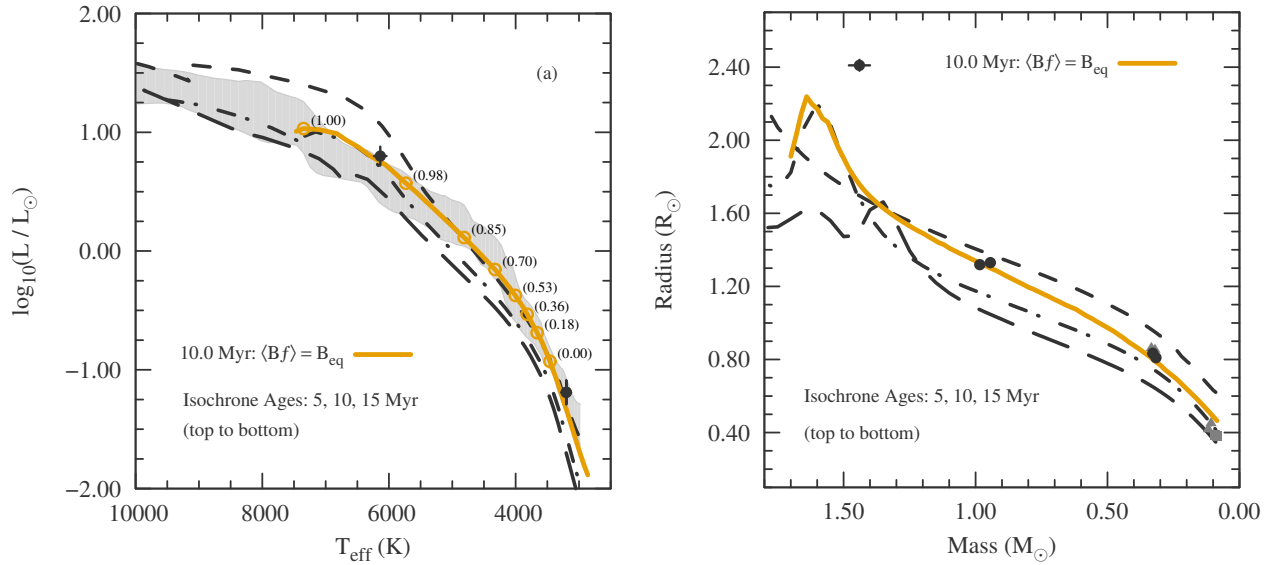 2.00
1.00
0.00
−1.00
−2.00
log₁₀(L / L☉)
(a)
(1.00)
(0.98)
(0.85)
(0.70)
(0.53)
(0.36)
(0.18)
(0.00)
10.0 Myr: ⟨Bf⟩ = B_eq
Isochrone Ages: 5, 10, 15 Myr
(top to bottom)
10000 8000 6000 4000
T_eff (K)
2.40
2.00
1.60
1.20
0.80
0.40
Radius (R☉)
10.0 Myr: ⟨Bf⟩ = B_eq
Isochrone Ages: 5, 10, 15 Myr
(top to bottom)
1.50 1.00 0.50 0.00
Mass (M☉)